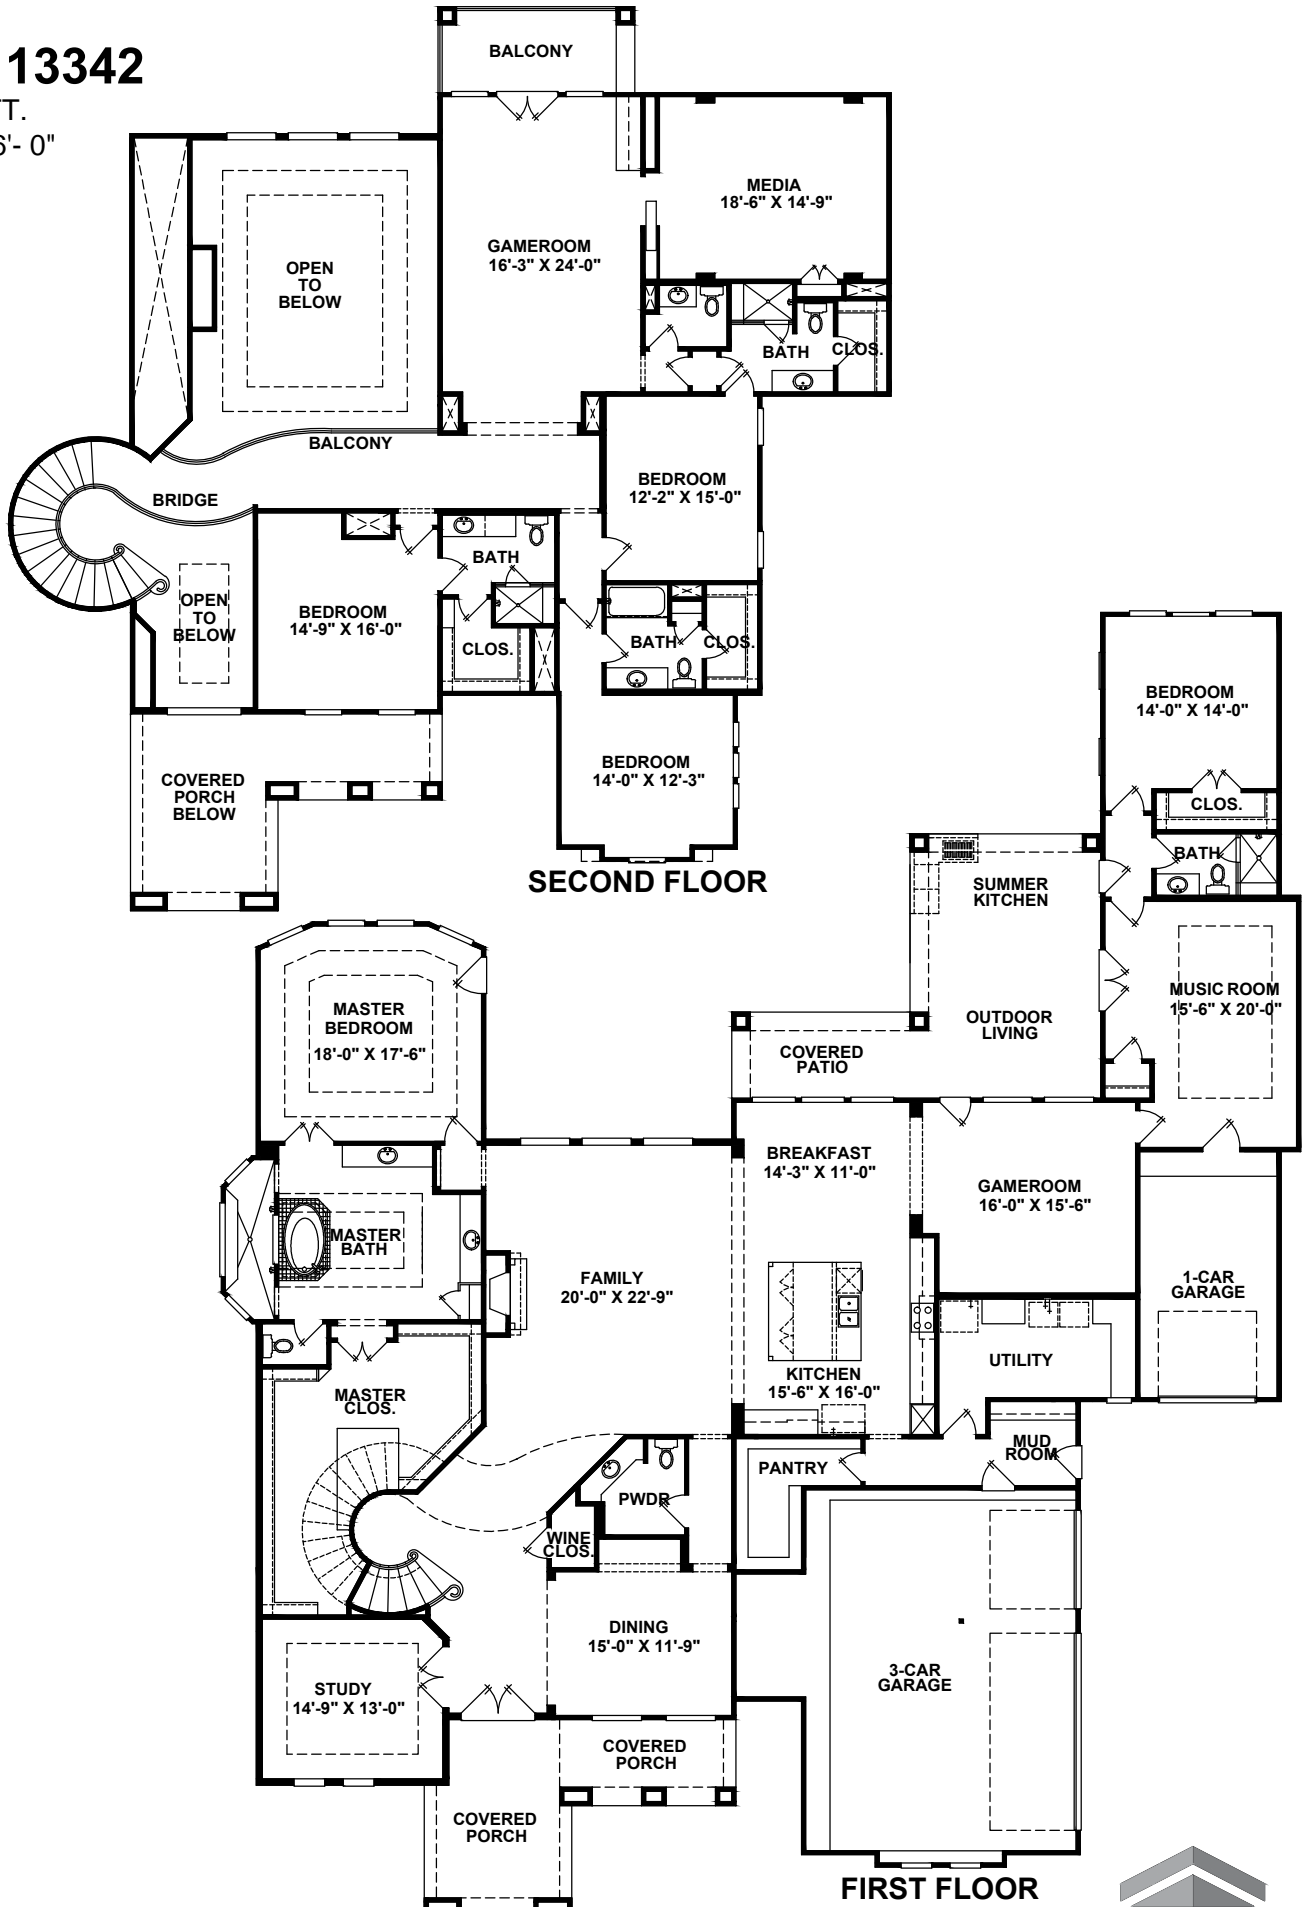 13342
T.
6'- 0"
BALCONY
MEDIA
18'-6" X 14'-9"
GAMEROOM
16'-3" X 24'-0"
OPEN
TO
BELOW
BATH
CLOS.
BALCONY
BEDROOM
12'-2" X 15'-0"
BRIDGE
BATH
OPEN
TO
BELOW
BEDROOM
14'-9" X 16'-0"
CLOS.
BATH
CLOS.
BEDROOM
14'-0" X 12'-3"
COVERED
PORCH
BELOW
SECOND FLOOR
BEDROOM
14'-0" X 14'-0"
CLOS.
BATH
SUMMER
KITCHEN
MUSIC ROOM
15'-6" X 20'-0"
OUTDOOR
LIVING
COVERED
PATIO
MASTER
BEDROOM
18'-0" X 17'-6"
BREAKFAST
14'-3" X 11'-0"
GAMEROOM
16'-0" X 15'-6"
MASTER
BATH
FAMILY
20'-0" X 22'-9"
1-CAR
GARAGE
UTILITY
KITCHEN
15'-6" X 16'-0"
MASTER
CLOS.
MUD
ROOM
PANTRY
PWDR
WINE
CLOS.
DINING
15'-0" X 11'-9"
3-CAR
GARAGE
STUDY
14'-9" X 13'-0"
COVERED
PORCH
COVERED
PORCH
FIRST FLOOR